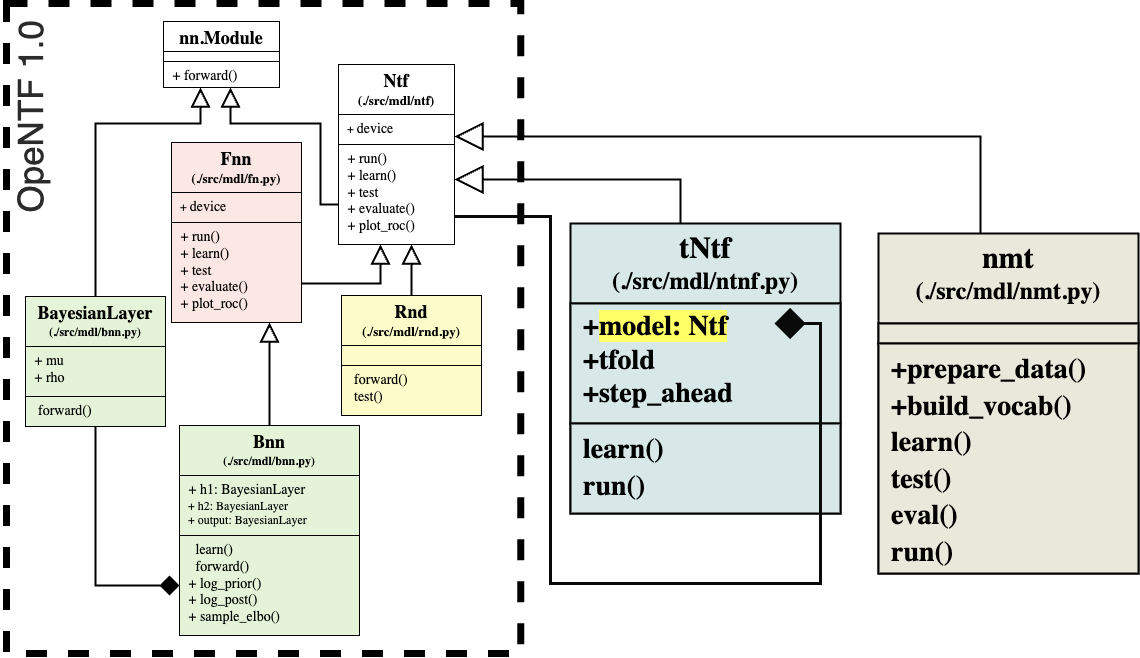 OpeNTF 1.0
nn.Module
+ forward()
Ntf
(./src/mdl/ntf)
+ device
+ run()
+ learn()
+ test
+ evaluate()
+ plot_roc()
Fnn
(./src/mdl/fn.py)
+ device
+ run()
+ learn()
+ test
+ evaluate()
+ plot_roc()
BayesianLayer
(./src/mdl/bnn.py)
+ mu
+ rho
forward()
Rnd
(./src/mdl/rnd.py)
forward()
test()
Bnn
(./src/mdl/bnn.py)
+ h1: BayesianLayer
+ h2: BayesianLayer
+ output: BayesianLayer
learn()
forward()
+ log_prior()
+ log_post()
+ sample_elbo()
tNtf
(./src/mdl/ntnf.py)
+model: Ntf
+tfold
+step_ahead
learn()
run()
nmt
(./src/mdl/nmt.py)
+prepare_data()
+build_vocab()
learn()
test()
eval()
run()